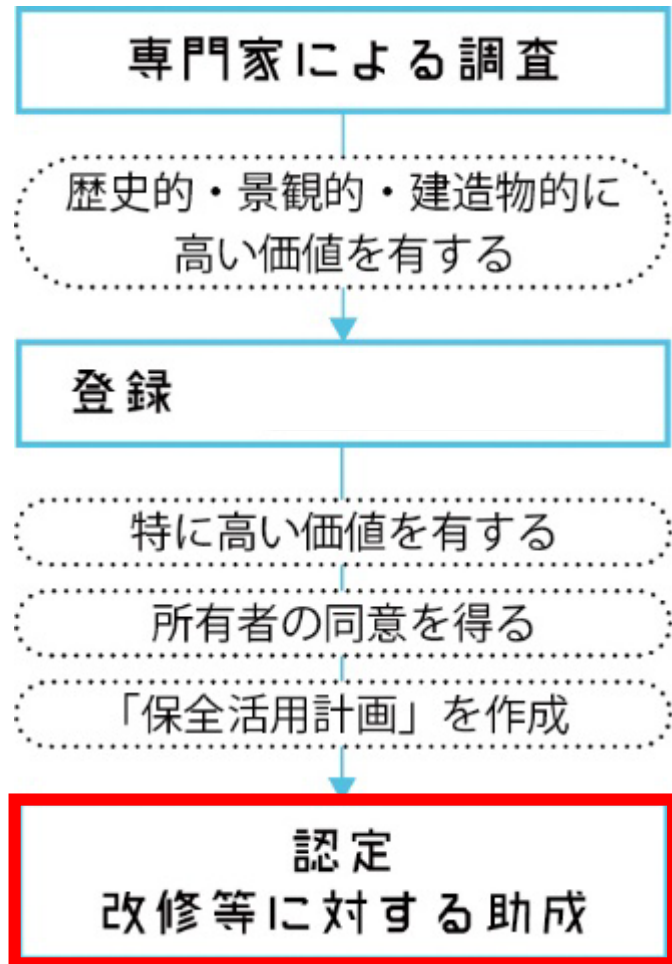 専門家による調査
歴史的・景観的・建造物的に
高い価値を有する
登録
特に高い価値を有する
所有者の同意を得る
「保全活用計画」を作成
認定
改修等に対する助成